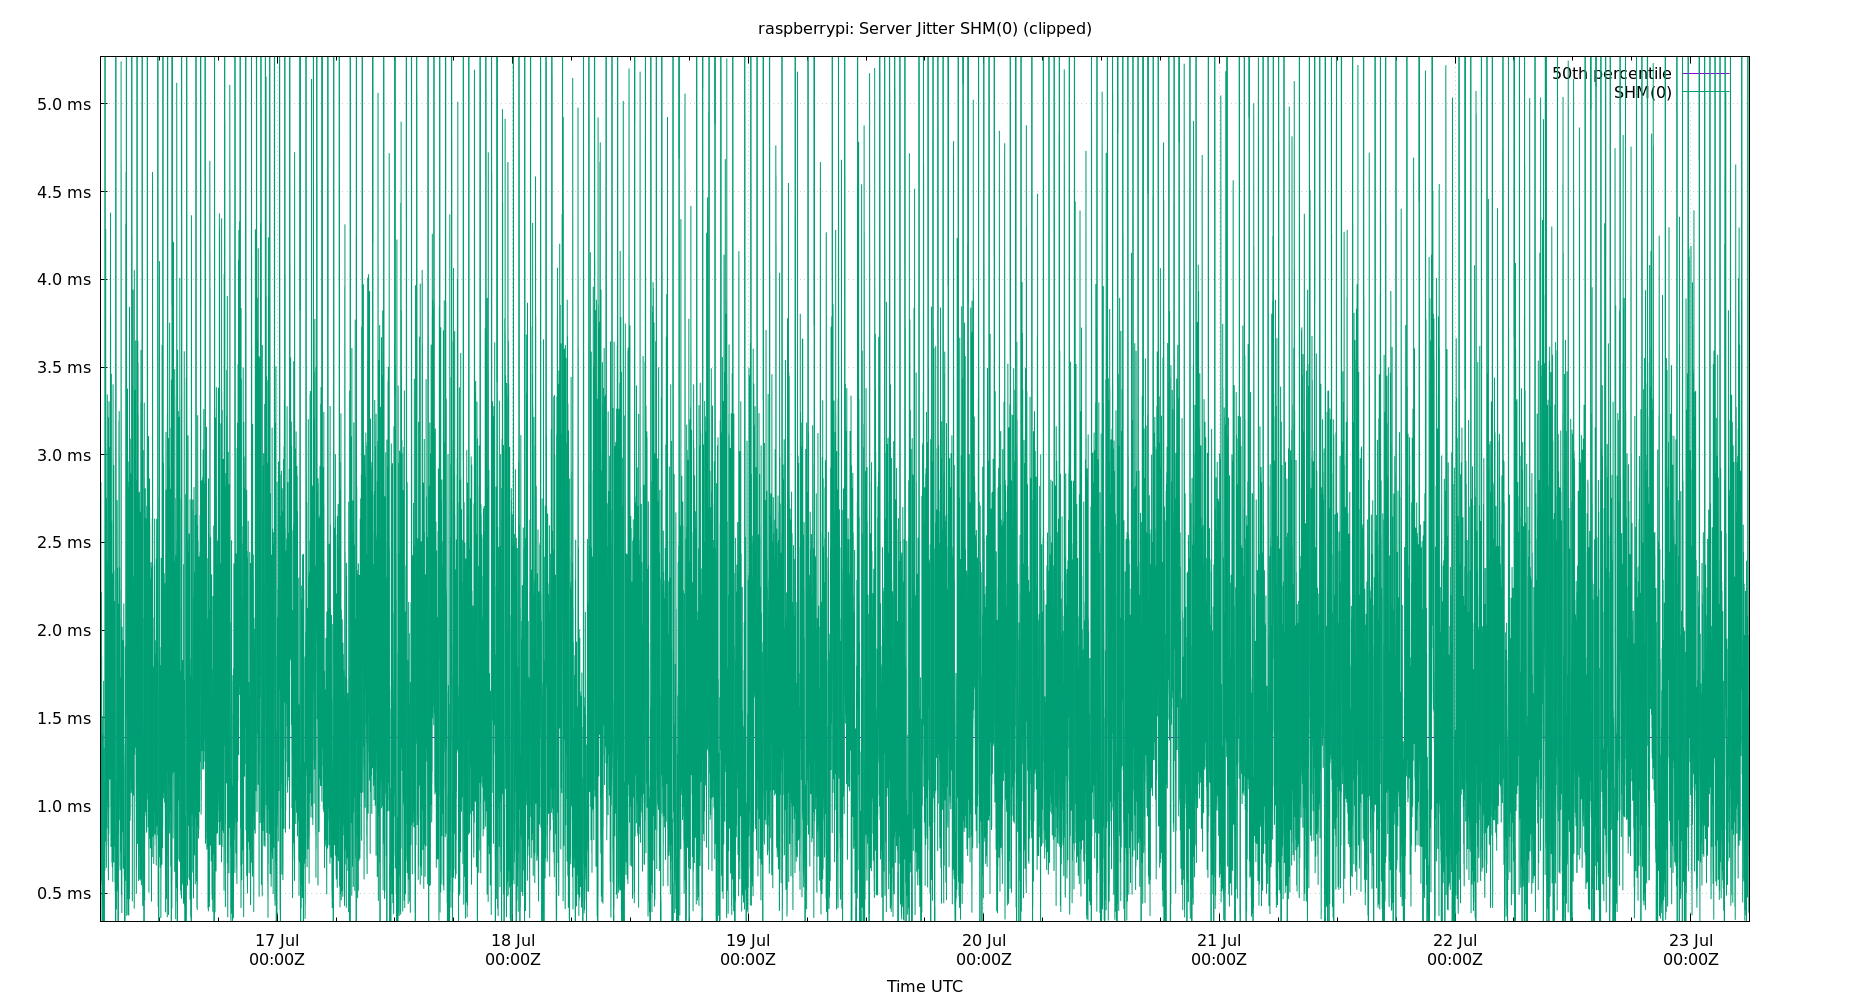 raspberrypi: Server Jitter SHM(0) (clipped)
50th percentile
SHM(0)
5.0 ms
4.5 ms
4.0 ms
3.5 ms
3.0 ms
2.5 ms
2.0 ms
1.5 ms
1.0 ms
0.5 ms
17 Jul 18 Jul 19 Jul 20 Jul 21 Jul 22 Jul 23 Jul
00:00Z 00:00Z 00:00Z 00:00Z 00:00Z 00:00Z 00:00Z
Time UTC